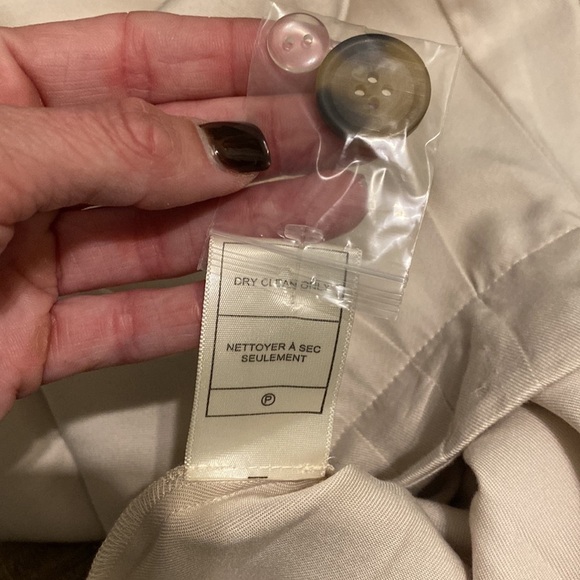 DRY CLEAN ONLY
NETTOYER À SEC
SEULEMENT
P